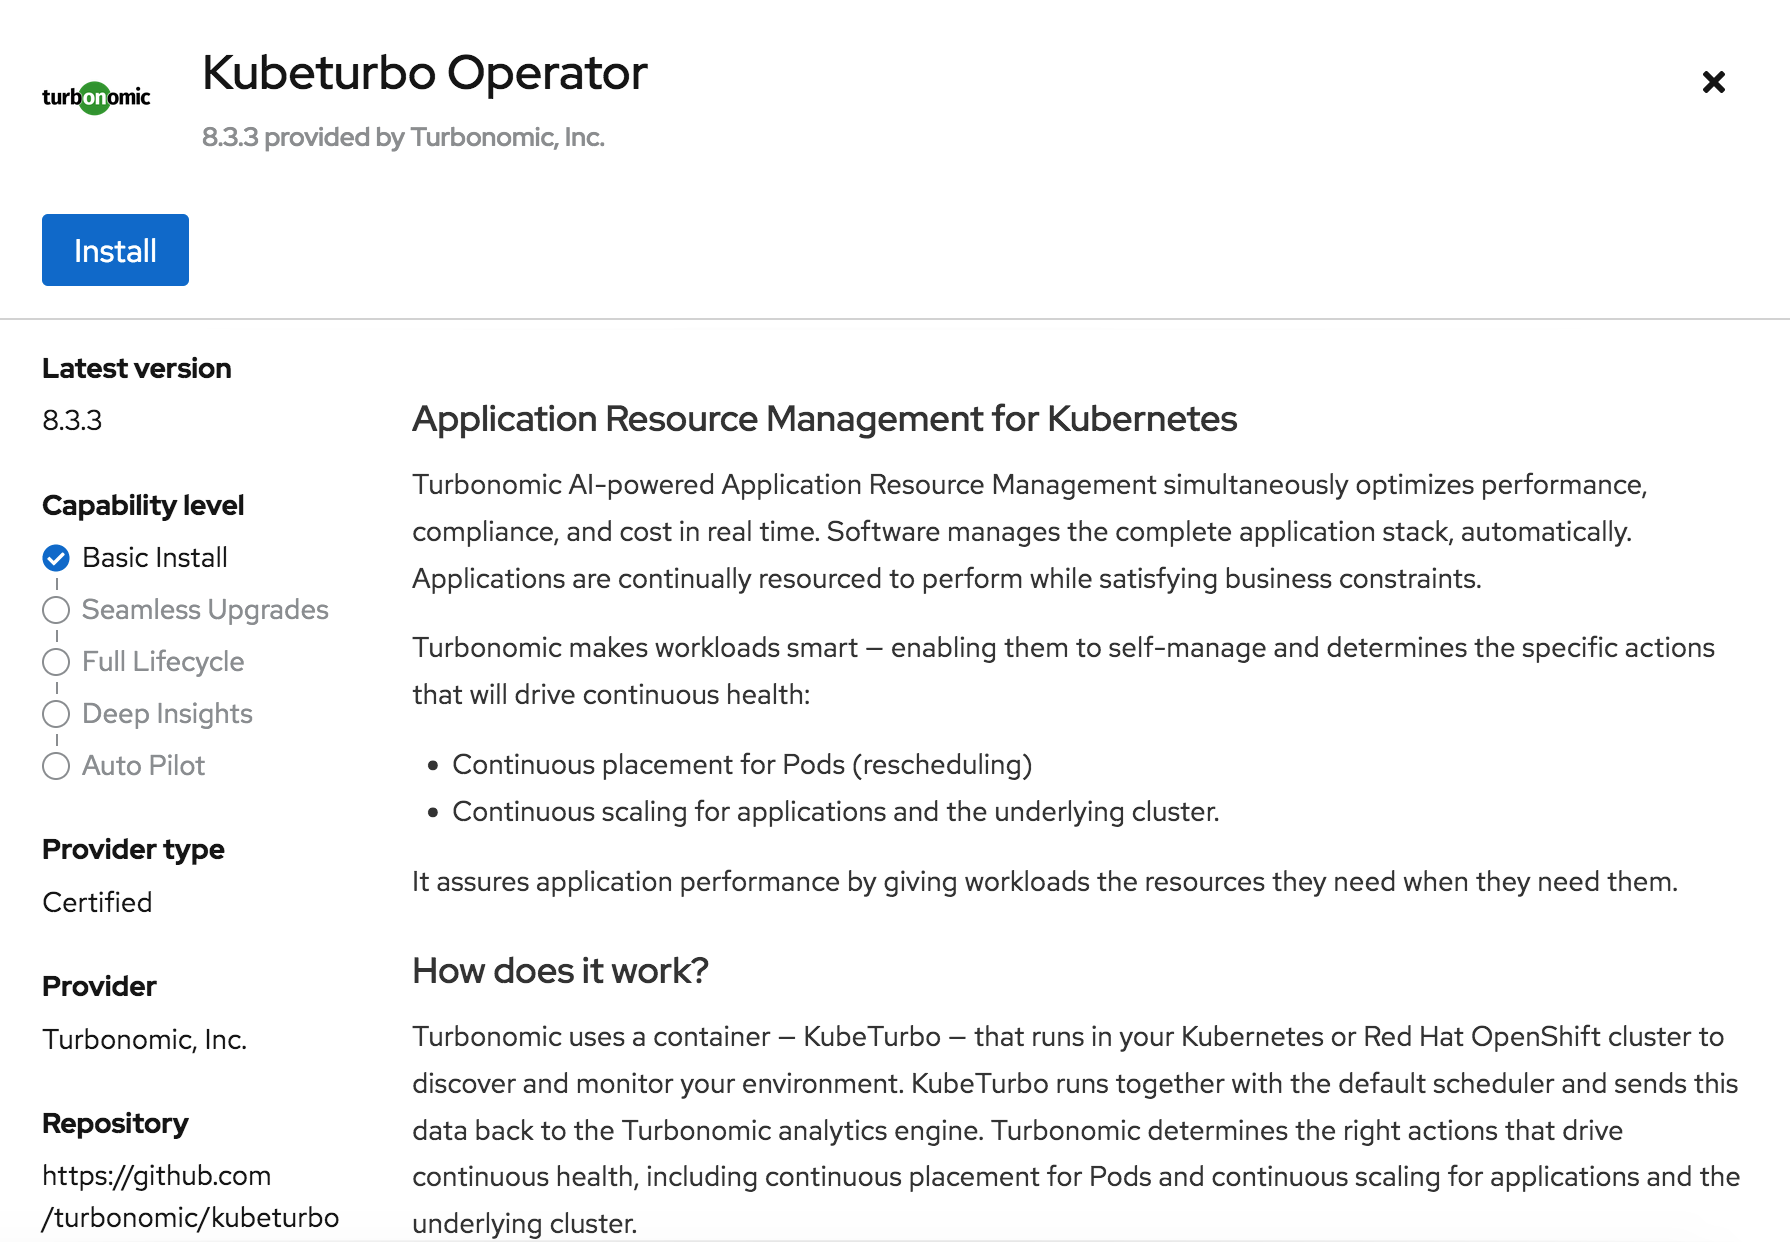 turbonomic
Kubeturbo Operator
8.3.3 provided by Turbonomic, Inc.
Install
Latest version
8.3.3
Capability level
Basic Install
Seamless Upgrades
Full Lifecycle
Deep Insights
Auto Pilot
Provider type
Certified
Provider
Turbonomic, Inc.
Repository
https://github.com
/turbonomic/kubeturbo
Application Resource Management for Kubernetes
Turbonomic AI-powered Application Resource Management simultaneously optimizes performance,
compliance, and cost in real time. Software manages the complete application stack, automatically.
Applications are continually resourced to perform while satisfying business constraints.
Turbonomic makes workloads smart — enabling them to self-manage and determines the specific actions
that will drive continuous health:
• Continuous placement for Pods (rescheduling)
• Continuous scaling for applications and the underlying cluster.
It assures application performance by giving workloads the resources they need when they need them.
How does it work?
Turbonomic uses a container — KubeTurbo — that runs in your Kubernetes or Red Hat OpenShift cluster to
discover and monitor your environment. KubeTurbo runs together with the default scheduler and sends this
data back to the Turbonomic analytics engine. Turbonomic determines the right actions that drive
continuous health, including continuous placement for Pods and continuous scaling for applications and the
underlying cluster.